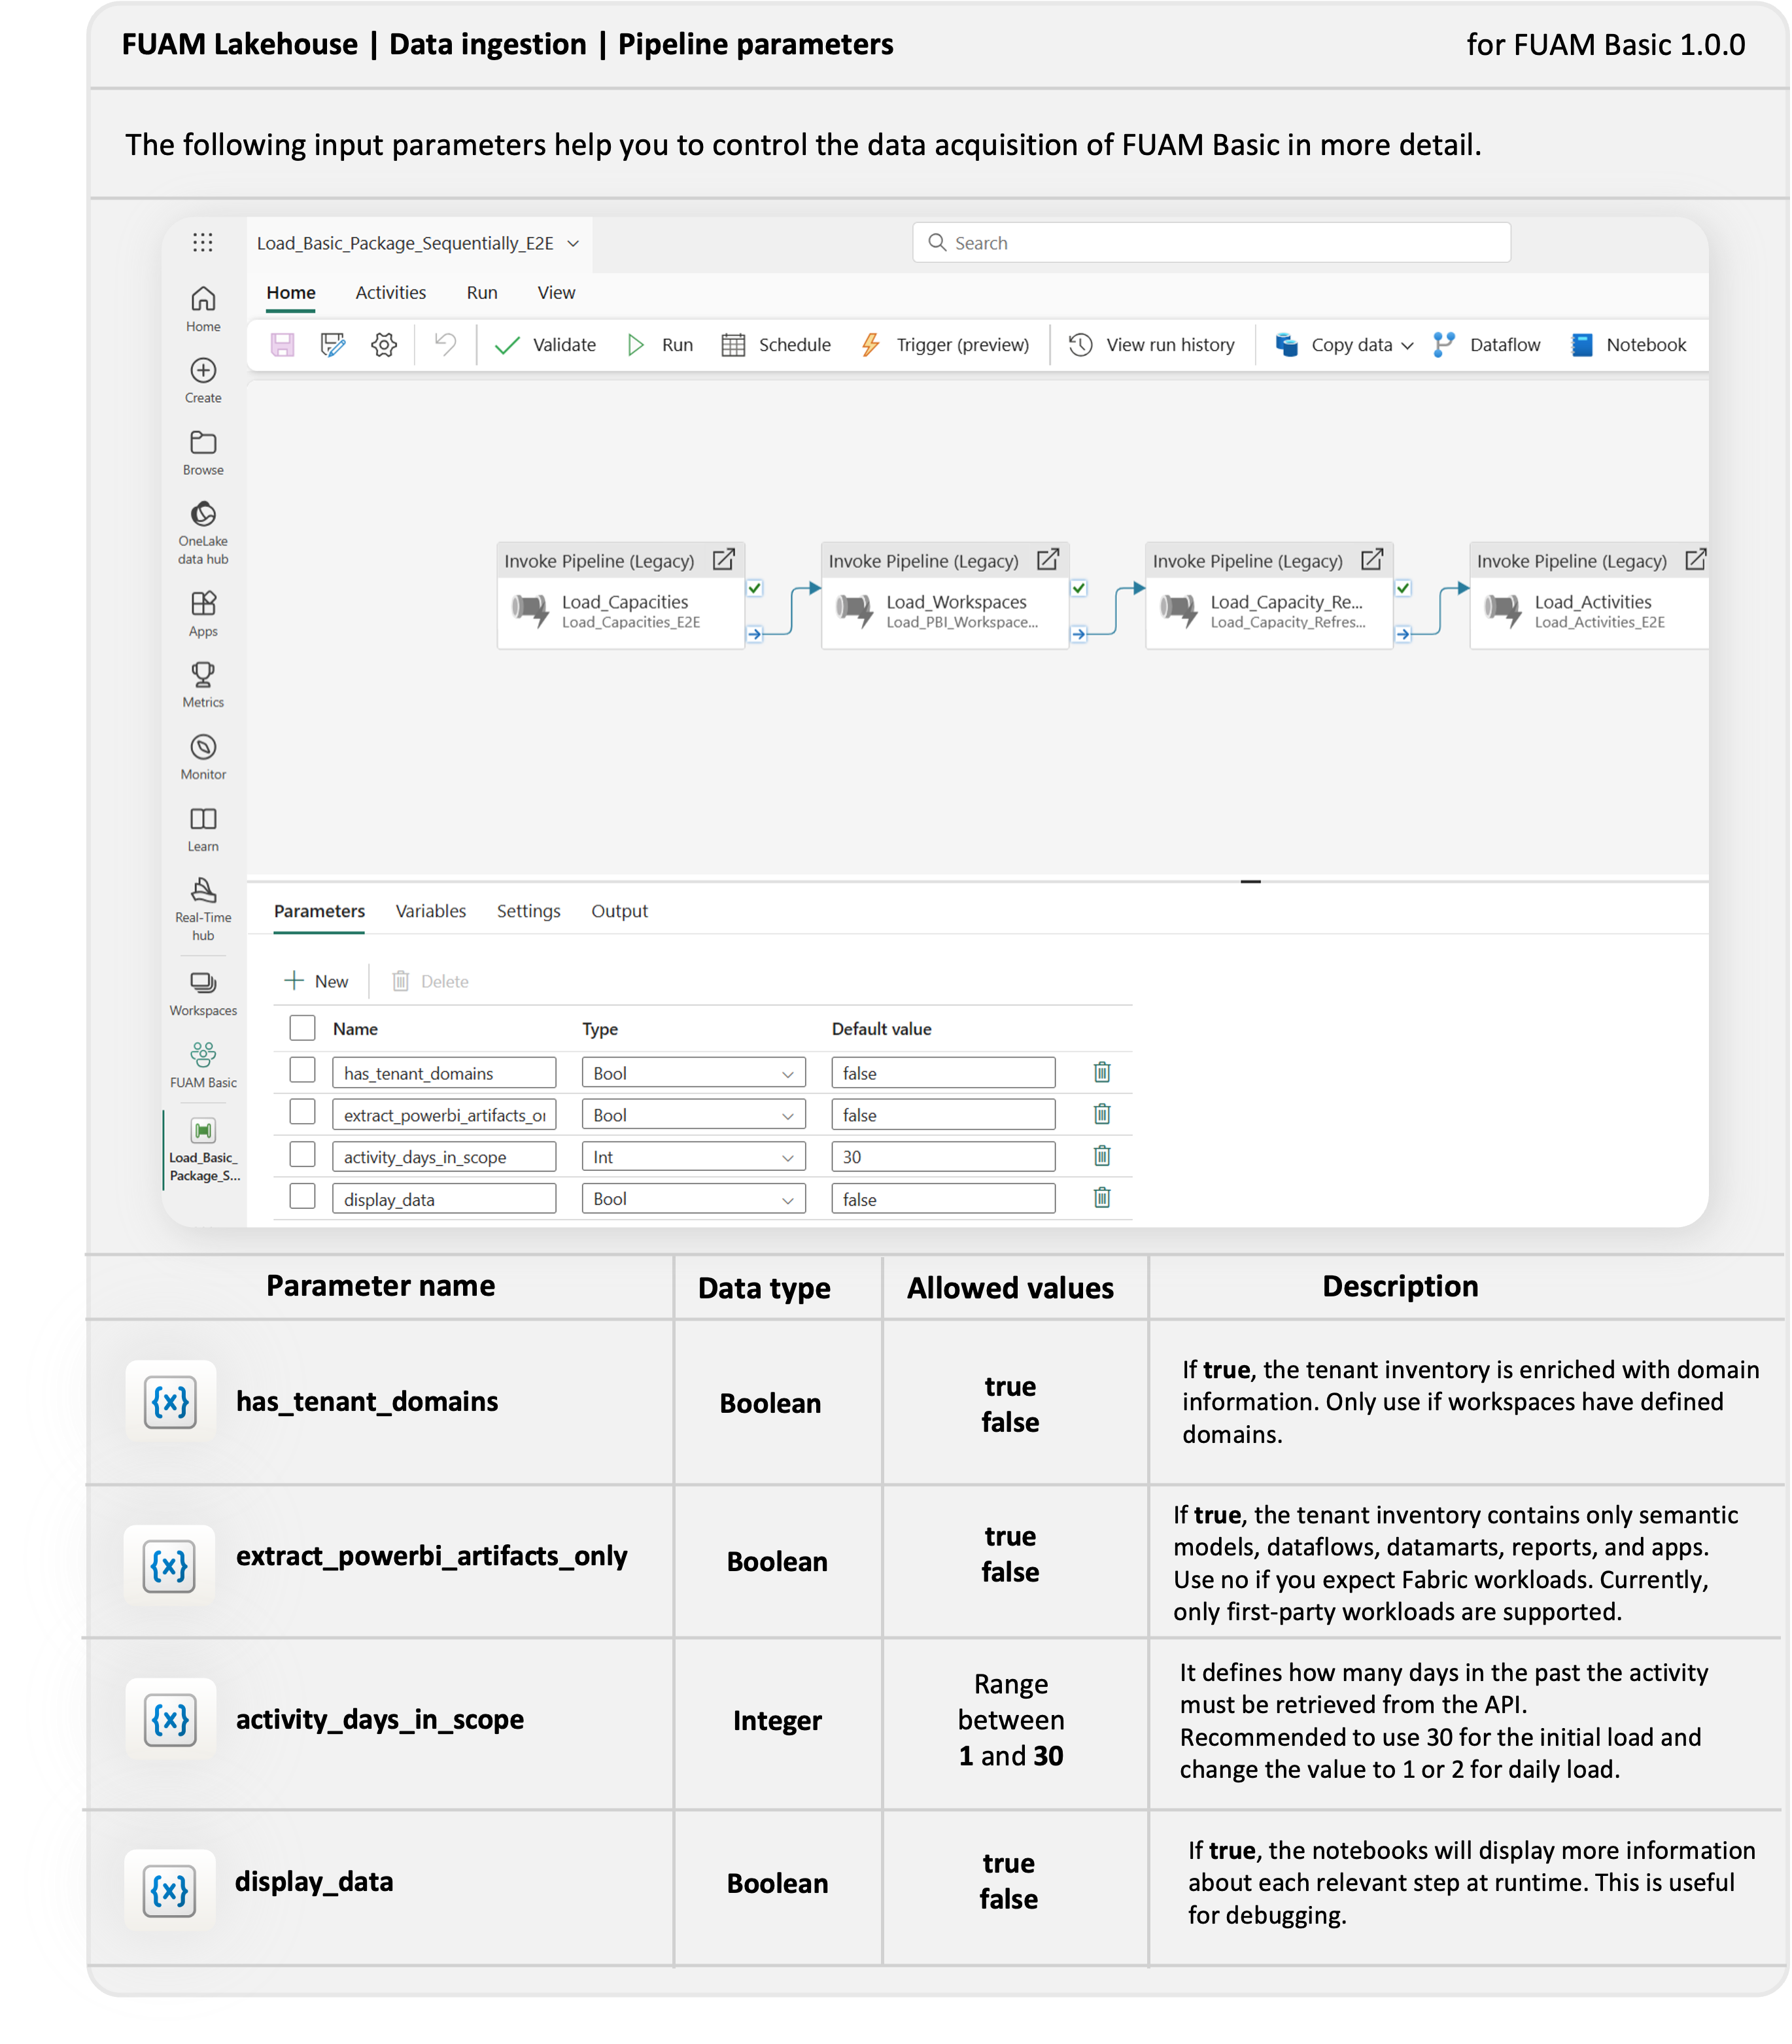 FUAM Lakehouse | Data ingestion | Pipeline parameters
for FUAM Basic 1.0.0
The following input parameters help you to control the data acquisition of FUAM Basic in more detail.
Load_Basic_Package_Sequentially_E2E
Search
Home Activities Run View
Validate Run Schedule Trigger (preview) View run history Copy data Dataflow Notebook
Home
Create
Browse
OneLake
data hub
Apps
Metrics
Monitor
Learn
Real-Time
hub
Workspaces
FUAM Basic
Load_Basic_
Package_S...
Invoke Pipeline (Legacy)
Load_Capacities
Load_Capacities_E2E
Invoke Pipeline (Legacy)
Load_Workspaces
Load_PBI_Workspace...
Invoke Pipeline (Legacy)
Load_Capacity_Re...
Load_Capacity_Refres...
Invoke Pipeline (Legacy)
Load_Activities
Load_Activities_E2E
Parameters Variables Settings Output
New Delete
Name Type Default value
has_tenant_domains Bool false
extract_powerbi_artifacts_oı Bool false
activity_days_in_scope Int 30
display_data Bool false
Parameter name Data type Allowed values Description
{x} has_tenant_domains
Boolean
true
false
If true, the tenant inventory is enriched with domain
information. Only use if workspaces have defined
domains.
{x} extract_powerbi_artifacts_only
Boolean
true
false
If true, the tenant inventory contains only semantic
models, dataflows, datamarts, reports, and apps.
Use no if you expect Fabric workloads. Currently,
only first-party workloads are supported.
{x} activity_days_in_scope
Integer
Range
between
1 and 30
It defines how many days in the past the activity
must be retrieved from the API.
Recommended to use 30 for the initial load and
change the value to 1 or 2 for daily load.
{x} display_data
Boolean
true
false
If true, the notebooks will display more information
about each relevant step at runtime. This is useful
for debugging.